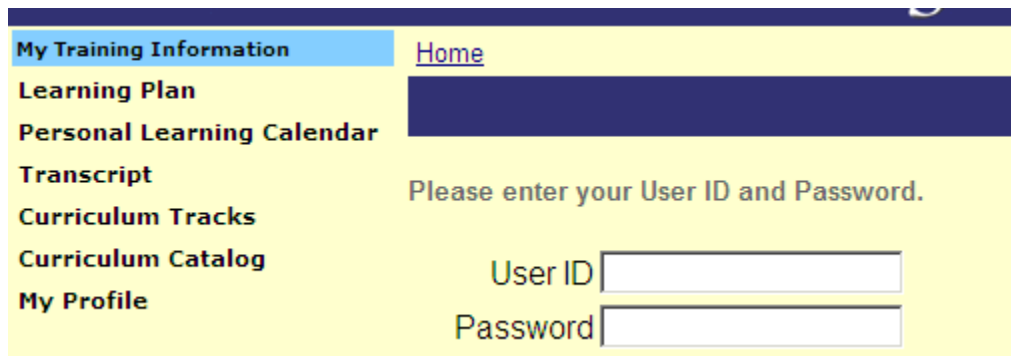 My Training Information
Learning Plan
Personal Learning Calendar
Transcript
Curriculum Tracks
Curriculum Catalog
My Profile
Home
Please enter your User ID and Password.
User ID
Password